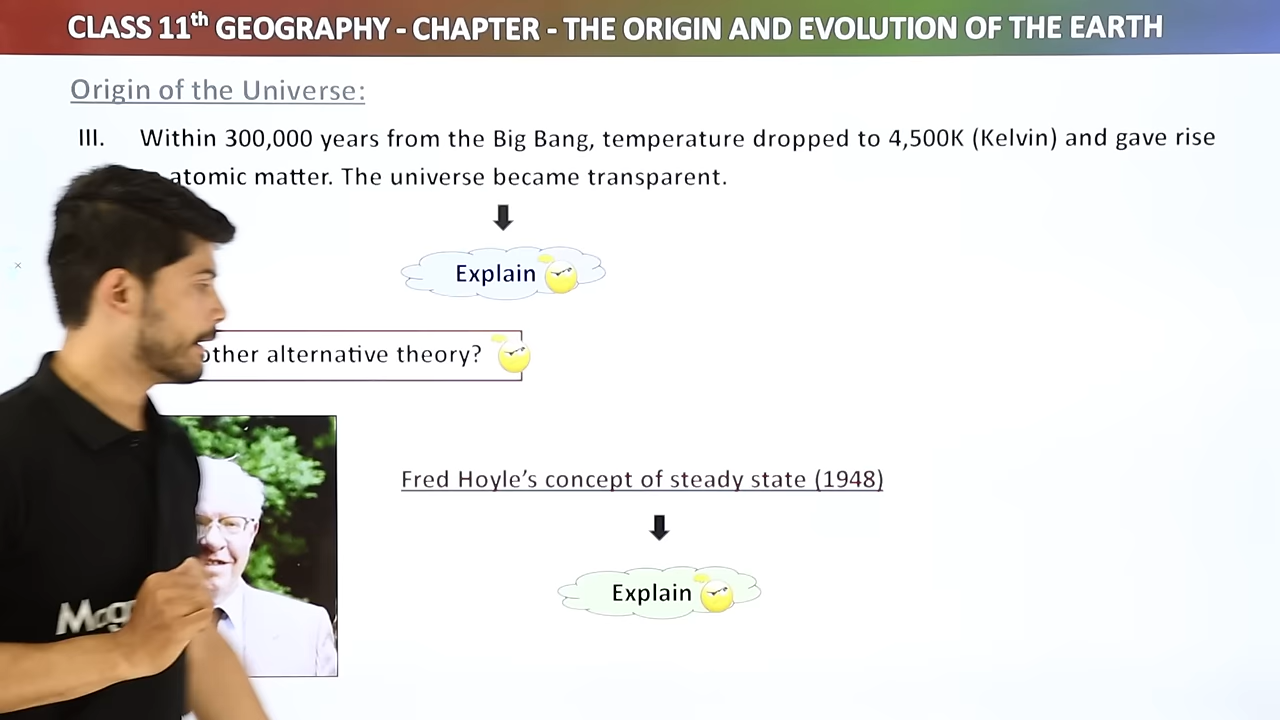 CLASS 11th GEOGRAPHY - CHAPTER - THE ORIGIN AND EVOLUTION OF THE EARTH
Origin of the Universe:
III. Within 300,000 years from the Big Bang, temperature dropped to 4,500K (Kelvin) and gave rise
atomic matter. The universe became transparent.
Explain
other alternative theory?
Fred Hoyle's concept of steady state (1948)
Explain